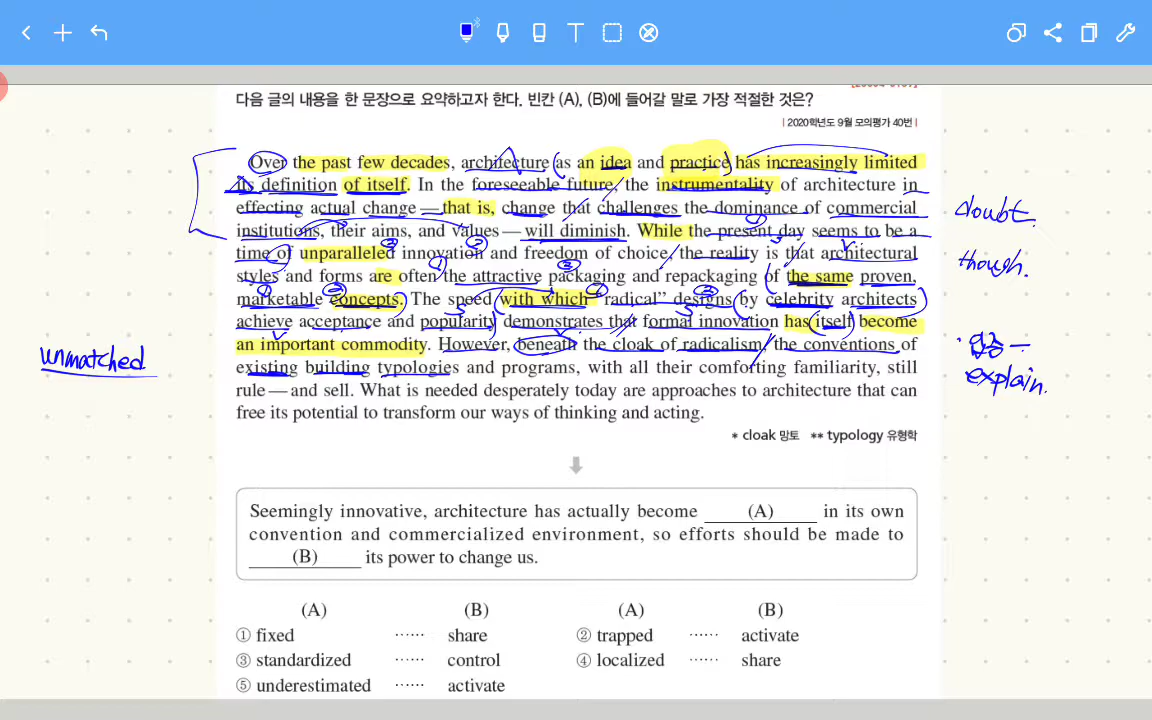 다음 글의 내용을 한 문장으로 요약하고자 한다. 빈칸 (A), (B)에 들어갈 말로 가장 적절한 것은?
| 2020학년도 9월 모의평가 40번 |
Over the past few decades, architecture as an idea and practice has increasingly limited
its definition of itself. In the foreseeable future, the instrumentality of architecture in
effecting actual change — that is, change that challenges the dominance of commercial
institutions, their aims, and values — will diminish. While the present day seems to be a
time of unparalleled innovation and freedom of choice, the reality is that architectural
styles and forms are often the attractive packaging and repackaging of the same proven,
marketable concepts. The speed with which "radical" designs by celebrity architects
achieve acceptance and popularity demonstrates that formal innovation has itself become
an important commodity. However, beneath the cloak of radicalism, the conventions of
existing building typologies and programs, with all their comforting familiarity, still
rule — and sell. What is needed desperately today are approaches to architecture that can
free its potential to transform our ways of thinking and acting.
* cloak 망토 ** typology 유형학
doubt
though.
explain.
unmatched
Seemingly innovative, architecture has actually become (A) in its own
convention and commercialized environment, so efforts should be made to
(B) its power to change us.
(A) (B) (A) (B)
① fixed ······ share ② trapped ······ activate
③ standardized ······ control ④ localized ······ share
⑤ underestimated ······ activate